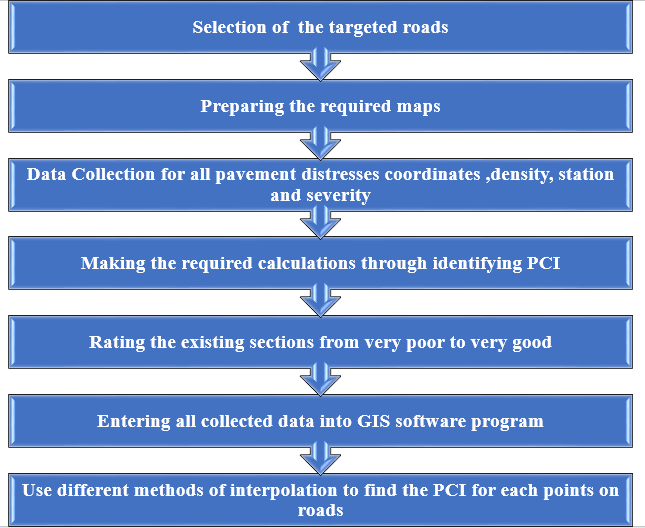 Selection of the targeted roads
Preparing the required maps
Data Collection for all pavement distresses coordinates ,density, station
and severity
Making the required calculations through identifying PCI
Rating the existing sections from very poor to very good
Entering all collected data into GIS software program
Use different methods of interpolation to find the PCI for each points on
roads